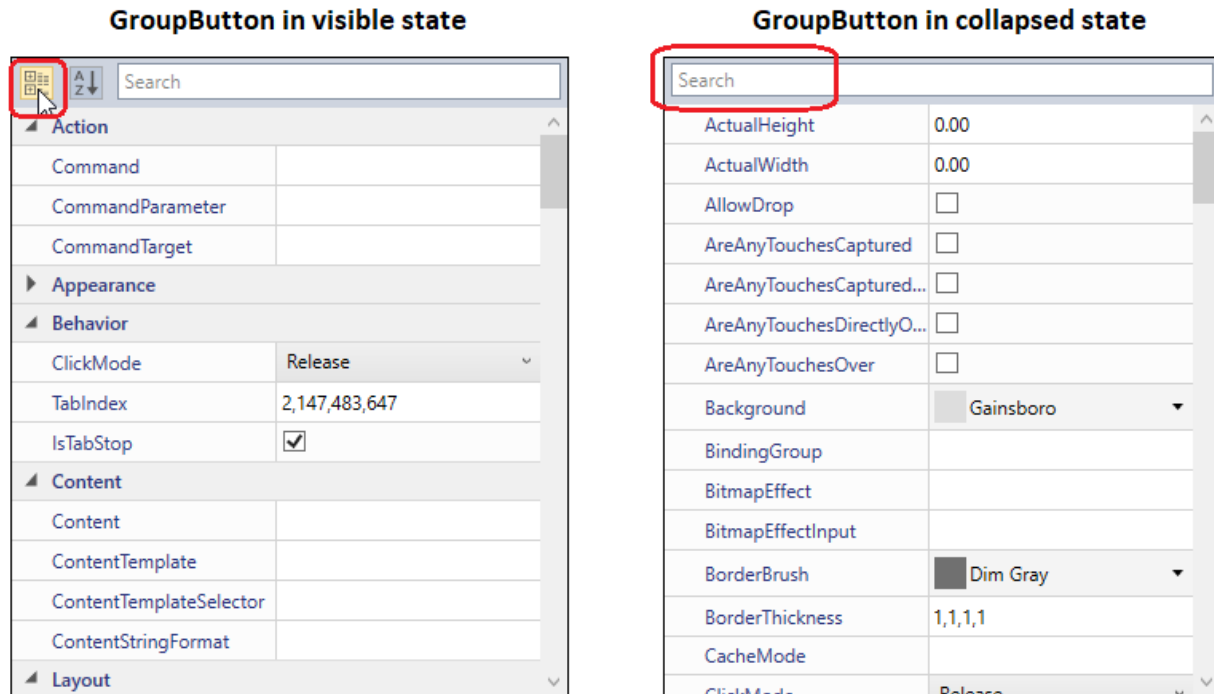 GroupButton in visible state
A
Z
Search
Action
Command
CommandParameter
CommandTarget
Appearance
Behavior
ClickMode Release
TabIndex 2,147,483,647
IsTabStop
Content
Content
ContentTemplate
ContentTemplateSelector
ContentStringFormat
Layout
GroupButton in collapsed state
Search
ActualHeight 0.00
ActualWidth 0.00
AllowDrop
AreAnyTouchesCaptured
AreAnyTouchesCaptured...
AreAnyTouchesDirectlyO...
AreAnyTouchesOver
Background Gainsboro
BindingGroup
BitmapEffect
BitmapEffectInput
BorderBrush Dim Gray
BorderThickness 1,1,1,1
CacheMode
ClickMode Release